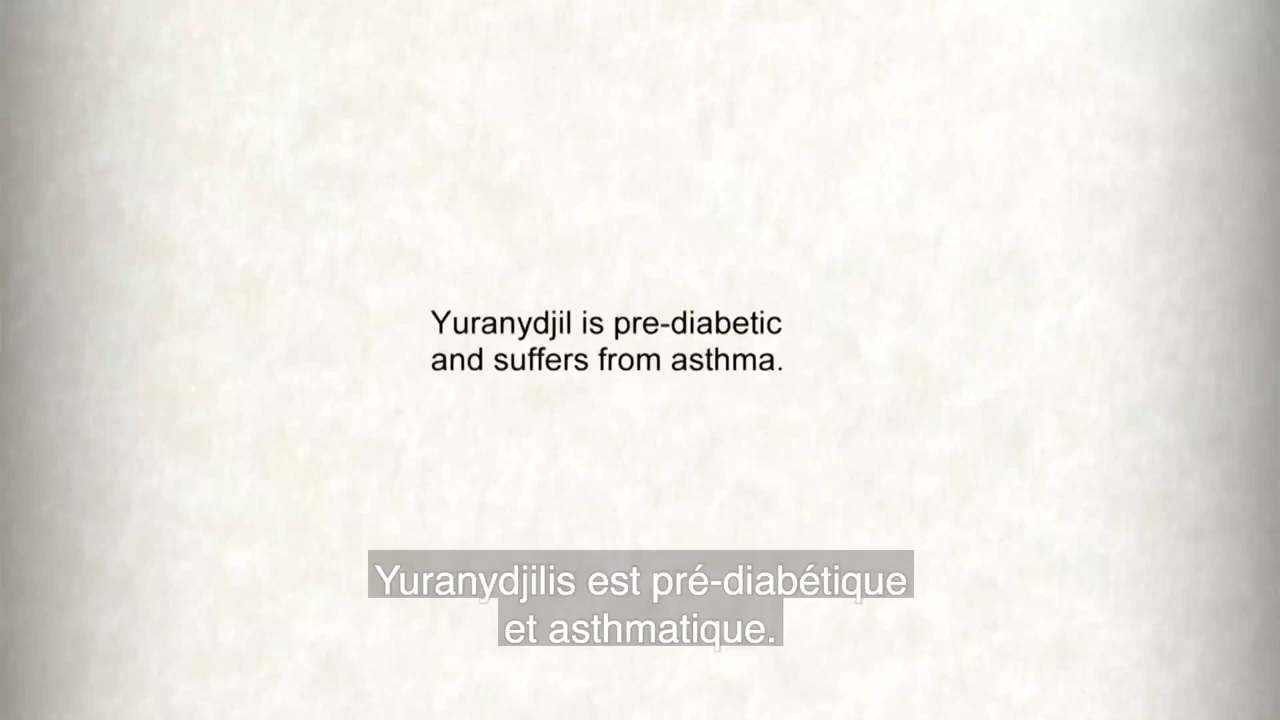 Yuranydjil is pre-diabetic
and suffers from asthma.
Yuranydjilis est pré-diabétique
et asthmatique.